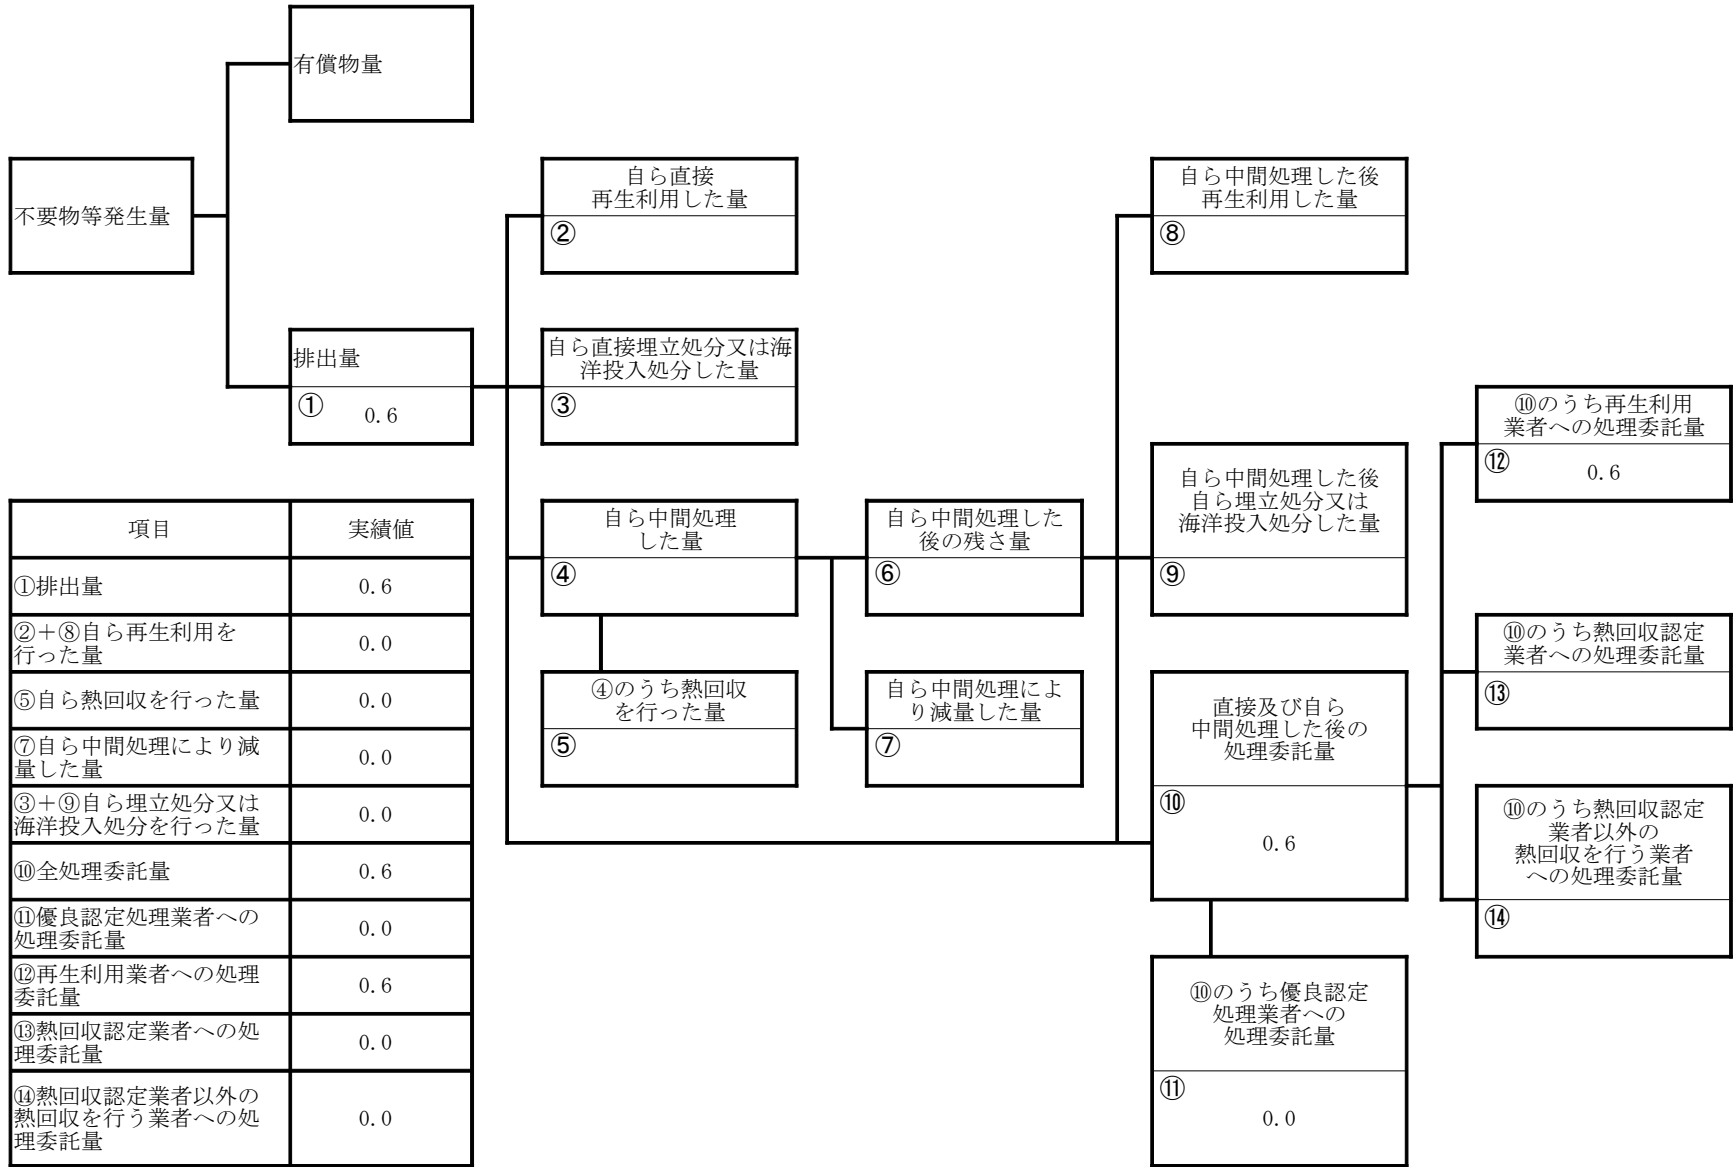 有償物量
不要物等発生量
自ら直接
再生利用した量
②
自ら中間処理した後
再生利用した量
⑧
排出量
①
0.6
自ら直接埋立処分又は海
洋投入処分した量
③
⑩のうち再生利用
業者への処理委託量
⑫
0.6
自ら中間処理
した量
④
自ら中間処理した
後の残さ量
⑥
自ら中間処理した後
自ら埋立処分又は
海洋投入処分した量
⑨
⑩のうち熱回収認定
業者への処理委託量
⑬
④のうち熱回収
を行った量
⑤
自ら中間処理によ
り減量した量
⑦
直接及び自ら
中間処理した後の
処理委託量
⑩
0.6
⑩のうち熱回収認定
業者以外の
熱回収を行う業者
への処理委託量
⑭
⑩のうち優良認定
処理業者への
処理委託量
⑪
0.0
項目 実績値
①排出量 0.6
②+⑧自ら再生利用を
行った量 0.0
⑤自ら熱回収を行った量 0.0
⑦自ら中間処理により減
量した量 0.0
③+⑨自ら埋立処分又は
海洋投入処分を行った量 0.0
⑩全処理委託量 0.6
⑪優良認定処理業者への
処理委託量 0.0
⑫再生利用業者への処理
委託量 0.6
⑬熱回収認定業者への処
理委託量 0.0
⑭熱回収認定業者以外の
熱回収を行う業者への処
理委託量 0.0